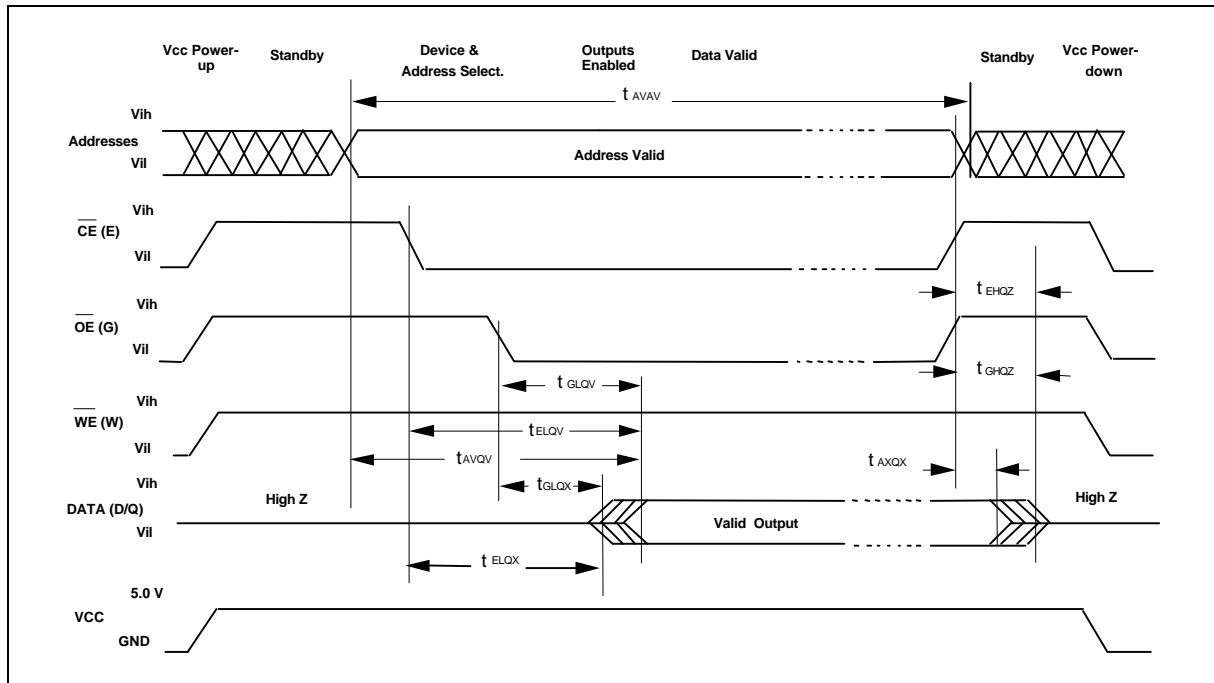 Vcc Power-
up
Standby
Device &
Address Select.
Outputs
Enabled
Data Valid
Standby
Vcc Power-
down
t AVAV
Vih
Addresses
Vil
Address Valid
Vih
CE (E)
Vil
t EHQZ
Vih
OE (G)
Vil
t GHQZ
t GLQV
Vih
WE (W)
Vil
t ELQV
t AVQV
t AXQX
t GLQX
Vih
DATA (D/Q)
Vil
High Z
Valid Output
High Z
t ELQX
5.0 V
VCC
GND